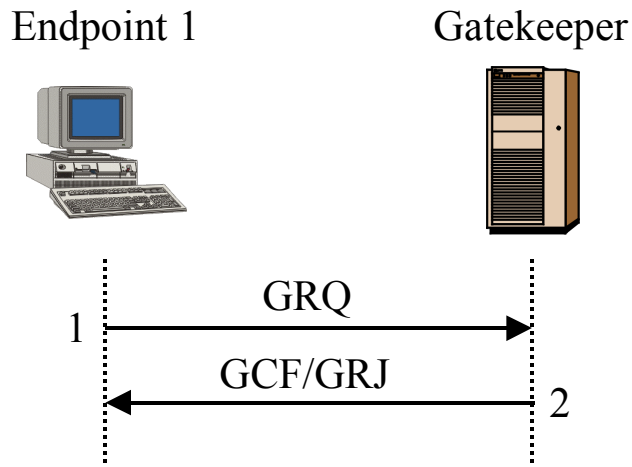 Endpoint 1
Gatekeeper
GRQ
1
GCF/GRJ
2